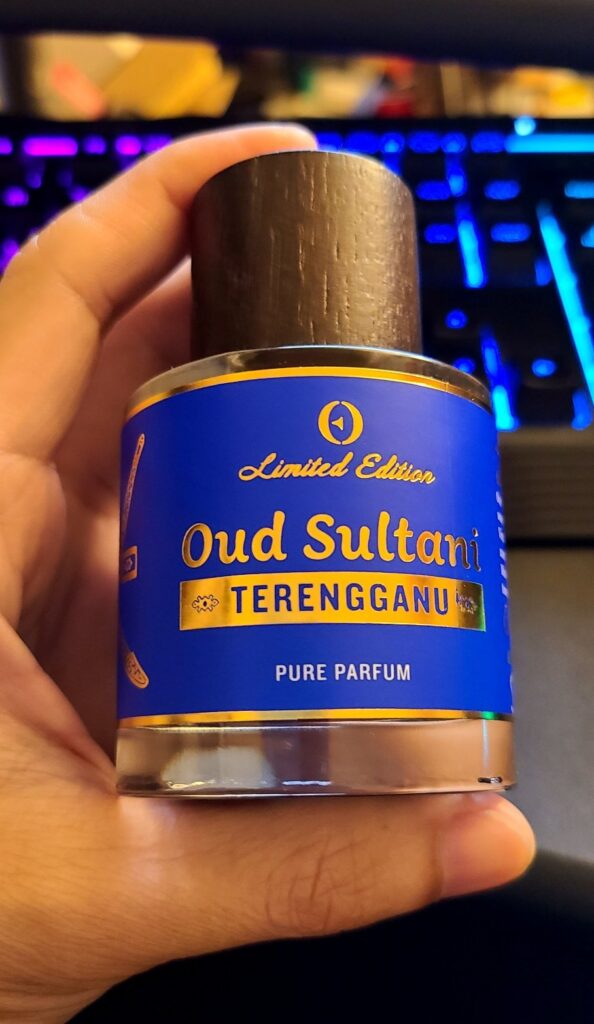 Limited Edition
Oud Sultani
TERENGGANU
PURE PARFUM